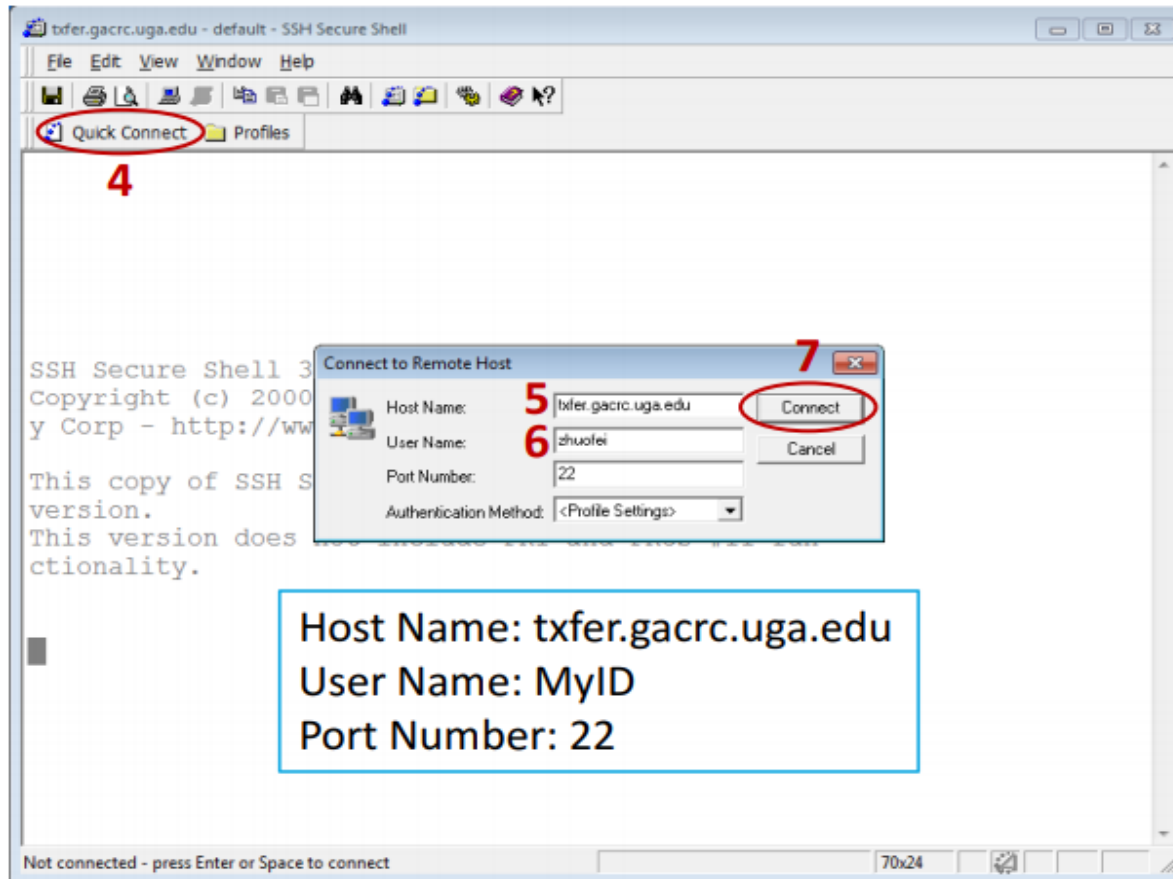 txfer.gacrc.uga.edu - default - SSH Secure Shell
File Edit View Window Help
Quick Connect Profiles
4
SSH Secure Shell 3
Copyright (c) 2000
y Corp - http://ww
This copy of SSH S
version.
This version does
ctionality.
Connect to Remote Host
7
Host Name: 5 txfer.gacrc.uga.edu Connect
User Name: 6 zhuofei Cancel
Port Number: 22
Authentication Method: <Profile Settings>
Host Name: txfer.gacrc.uga.edu
User Name: MyID
Port Number: 22
Not connected - press Enter or Space to connect 70x24